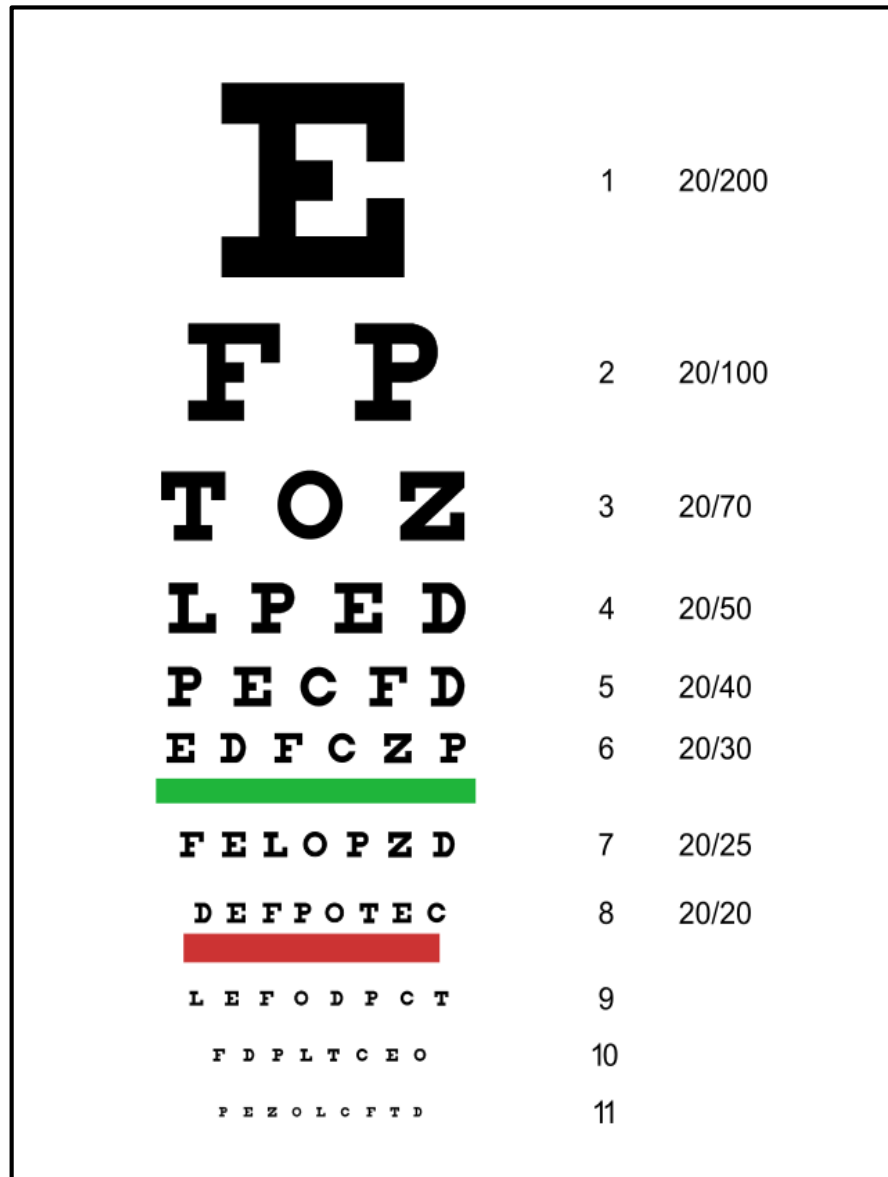 E 1 20/200
F P 2 20/100
T O Z 3 20/70
L P E D 4 20/50
P E C F D 5 20/40
E D F C Z P 6 20/30
F E L O P Z D 7 20/25
D E F P O T E C 8 20/20
L E F O D P C T 9
F D P L T C E O 10
P E Z O L C F T D 11